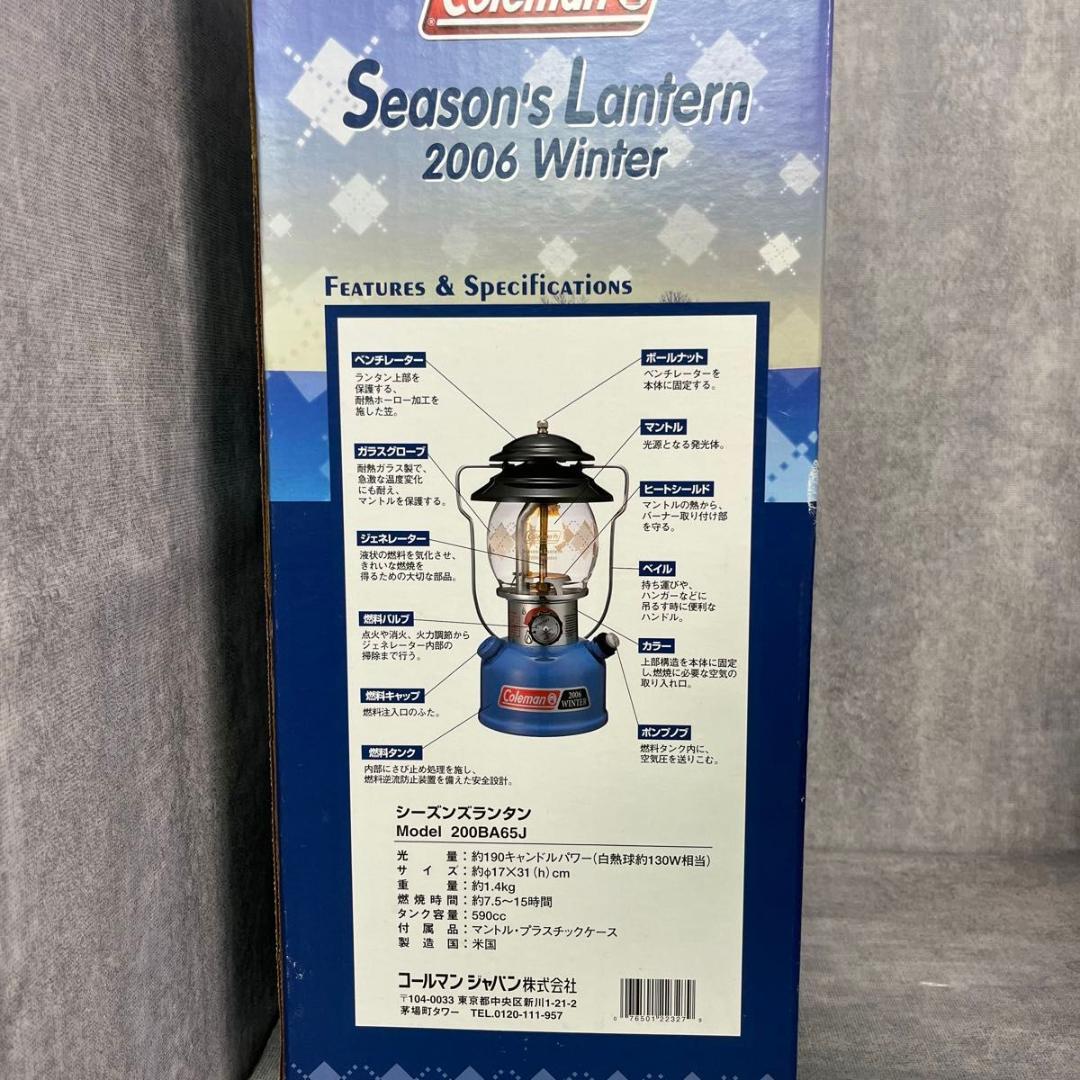 Coleman
Season's Lantern
2006 Winter
FEATURES & SPECIFICATIONS
ベンチレーター
ランタン上部を
保護する、
耐熱ホーロー加工を
施した笠。
ガラスグローブ
耐熱ガラス製で、
急激な温度変化
にも耐え、
マントルを保護する。
ジェネレーター
液状の燃料を気化させ、
きれいな燃焼を
得るための大切な部品。
燃料バルブ
点火や消火、火力調節から
ジェネレーター内部の
掃除まで行う。
燃料キャップ
燃料注入口のふた。
燃料タンク
内部にさび止め処理を施し、
燃料逆流防止装置を備えた安全設計。
ボールナット
ベンチレーターを
本体に固定する。
マントル
光源となる発光体。
ヒートシールド
マントルの熱から、
バーナー取り付け部
を守る。
ベイル
持ち運びや、
ハンガーなどに
吊るす時に便利な
ハンドル。
カラー
上部構造を本体に固定
し、燃焼に必要な空気の
取り入れ口。
ポンプノブ
燃料タンク内に、
空気圧を送りこむ。
Coleman
Coleman
2006
WINTER
シーズンズランタン
Model 200BA65J
光量:約190キャンドルパワー(白熱球約130W相当)
サイズ:約φ17×31(h)cm
重量:約1.4kg
燃焼時間:約7.5〜15時間
タンク容量:590cc
付属品:マントル・プラスチックケース
製造国:米国
コールマン ジャパン株式会社
〒104-0033 東京都中央区新川1-21-2
茅場町タワー TEL.0120-111-957
0 76501 22327 3